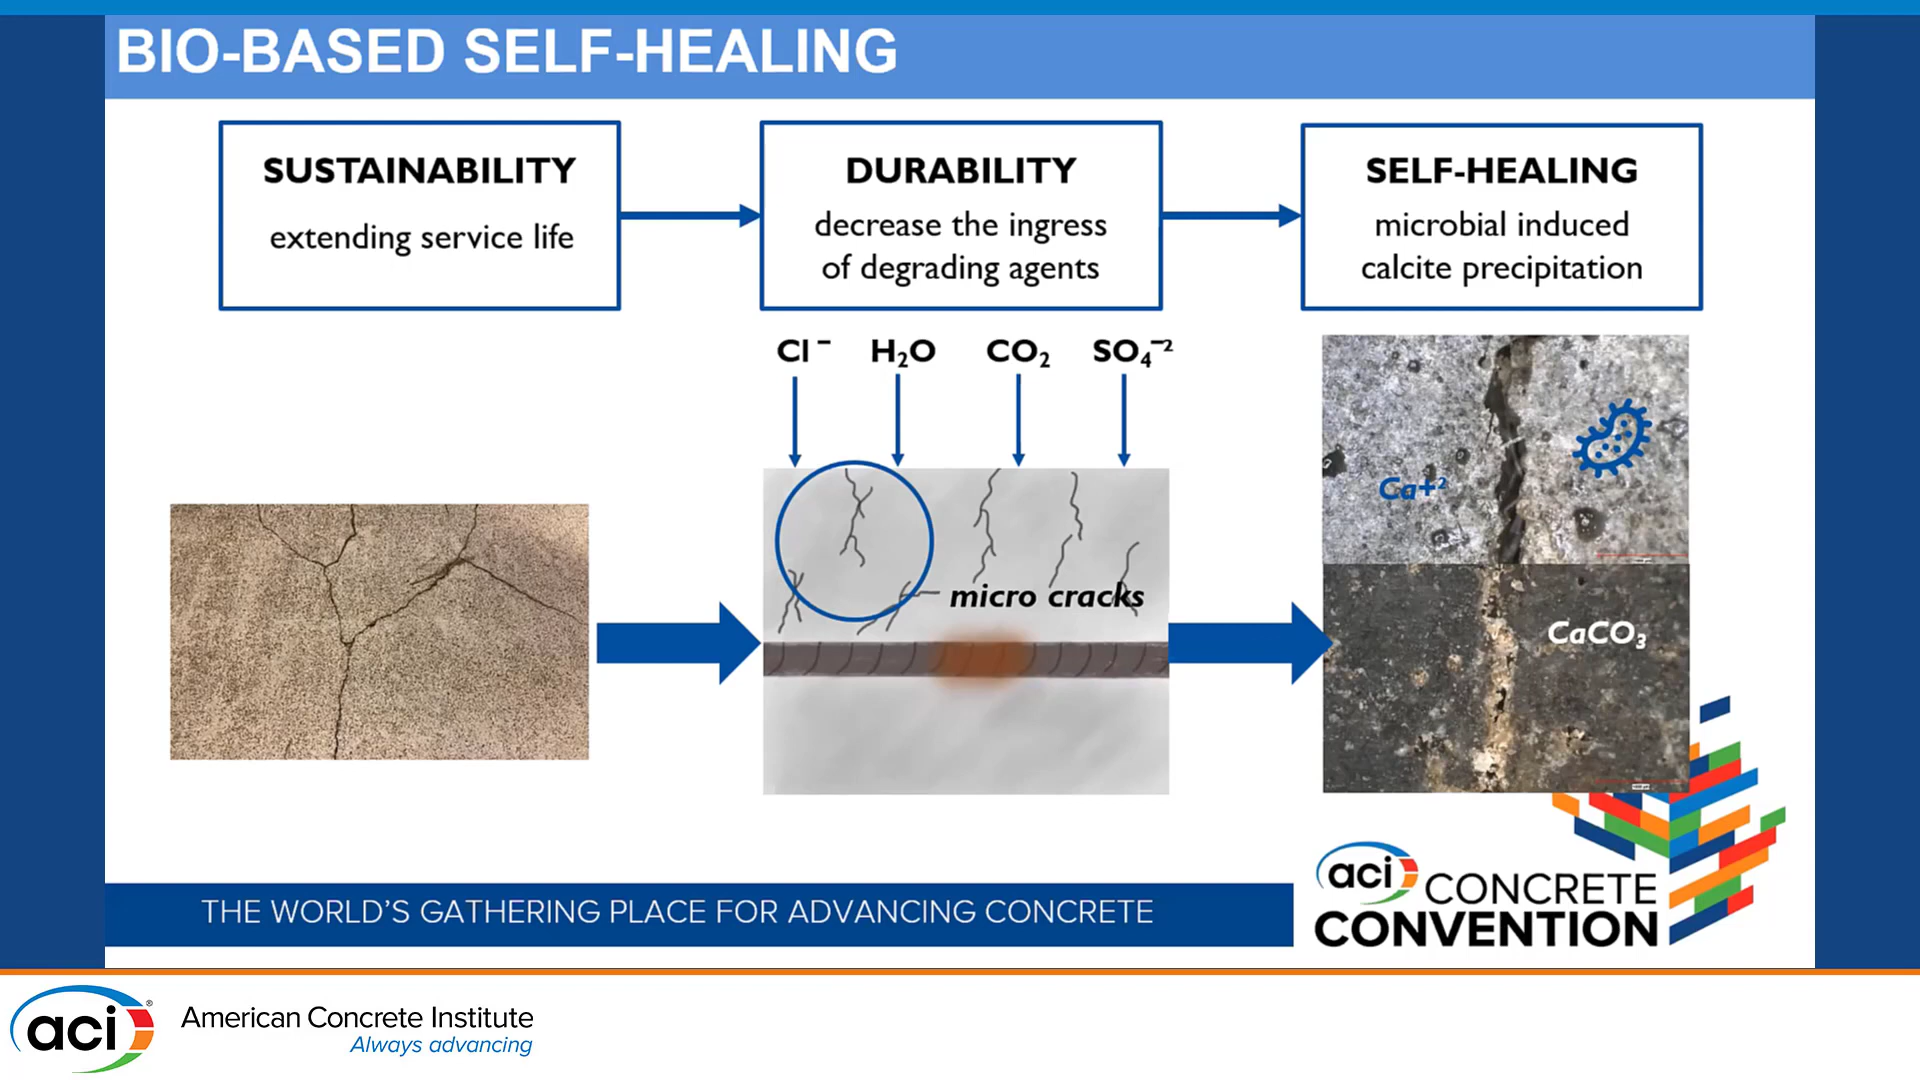 BIO-BASED SELF-HEALING
SUSTAINABILITY
extending service life
DURABILITY
decrease the ingress
of degrading agents
SELF-HEALING
microbial induced
calcite precipitation
Cl⁻ H₂O CO₂ SO₄⁻²
micro cracks
Ca+²
CaCO₃
THE WORLD'S GATHERING PLACE FOR ADVANCING CONCRETE
aci CONCRETE
CONVENTION
aci®
American Concrete Institute
Always advancing